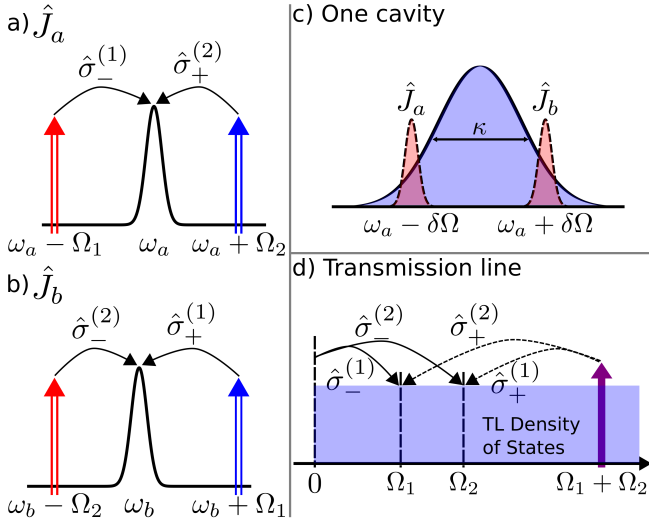 a) Ĵ_a
σ̂_-^{(1)} σ̂_+^{(2)}
ω_a − Ω_1 ω_a ω_a + Ω_2
b) Ĵ_b
σ̂_-^{(2)} σ̂_+^{(1)}
ω_b − Ω_2 ω_b ω_b + Ω_1
c) One cavity
Ĵ_a Ĵ_b
κ
ω_a − δΩ ω_a + δΩ
d) Transmission line
σ̂_-^{(2)} σ̂_+^{(2)}
σ̂_-^{(1)} σ̂_+^{(1)}
TL Density
of States
0 Ω_1 Ω_2 Ω_1 + Ω_2